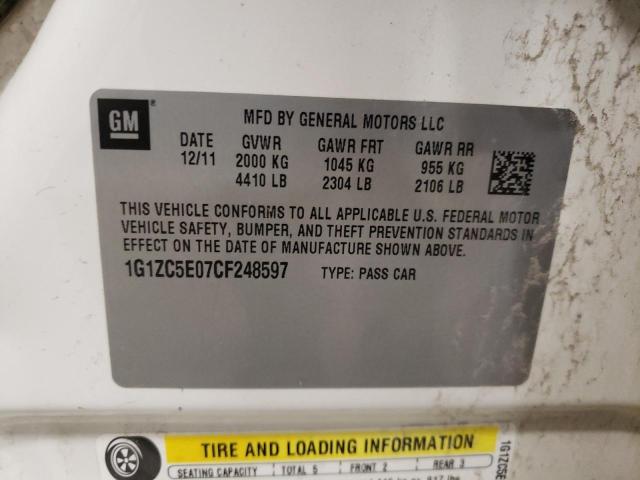 GM
MFD BY GENERAL MOTORS LLC
DATE GVWR GAWR FRT GAWR RR
12/11 2000 KG 1045 KG 955 KG
4410 LB 2304 LB 2106 LB
THIS VEHICLE CONFORMS TO ALL APPLICABLE U.S. FEDERAL MOTOR
VEHICLE SAFETY, BUMPER, AND THEFT PREVENTION STANDARDS IN
EFFECT ON THE DATE OF MANUFACTURE SHOWN ABOVE.
1G1ZC5E07CF248597 TYPE: PASS CAR
TIRE AND LOADING INFORMATION
SEATING CAPACITY TOTAL 5 FRONT 2 REAR 3
1G1ZC5E